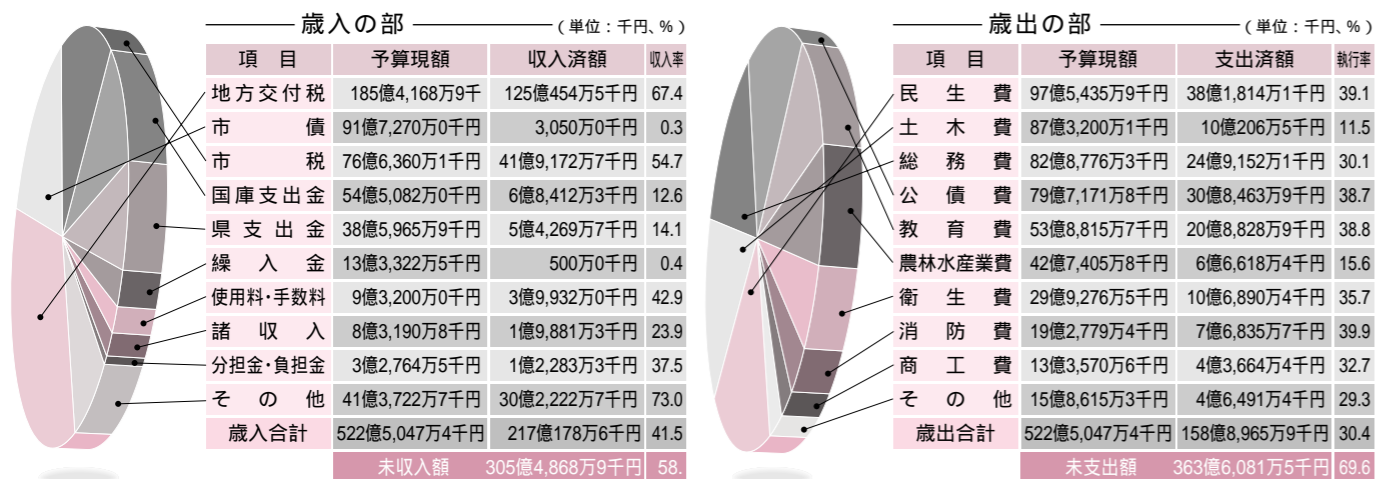 歳入の部
(単位：千円、%)
項目 予算現額 収入済額 収入率
地方交付税 185億4,168万9千 125億454万5千円 67.4
市債 91億7,270万0千円 3,050万0千円 0.3
市税 76億6,360万1千円 41億9,172万7千円 54.7
国庫支出金 54億5,082万0千円 6億8,412万3千円 12.6
県支出金 38億5,965万9千円 5億4,269万7千円 14.1
繰入金 13億3,322万5千円 500万0千円 0.4
使用料・手数料 9億3,200万0千円 3億9,932万0千円 42.9
諸収入 8億3,190万8千円 1億9,881万3千円 23.9
分担金・負担金 3億2,764万5千円 1億2,283万3千円 37.5
その他 41億3,722万7千円 30億2,222万7千円 73.0
歳入合計 522億5,047万4千円 217億178万6千円 41.5
未収入額 305億4,868万9千円 58.
歳出の部
(単位：千円、%)
項目 予算現額 支出済額 執行率
民生費 97億5,435万9千円 38億1,814万1千円 39.1
土木費 87億3,200万1千円 10億206万5千円 11.5
総務費 82億8,776万3千円 24億9,152万1千円 30.1
公債費 79億7,171万8千円 30億8,463万9千円 38.7
教育費 53億8,815万7千円 20億8,828万9千円 38.8
農林水産業費 42億7,405万8千円 6億6,618万4千円 15.6
衛生費 29億9,276万5千円 10億6,890万4千円 35.7
消防費 19億2,779万4千円 7億6,835万7千円 39.9
商工費 13億3,570万6千円 4億3,664万4千円 32.7
その他 15億8,615万3千円 4億6,491万4千円 29.3
歳出合計 522億5,047万4千円 158億8,965万9千円 30.4
未支出額 363億6,081万5千円 69.6